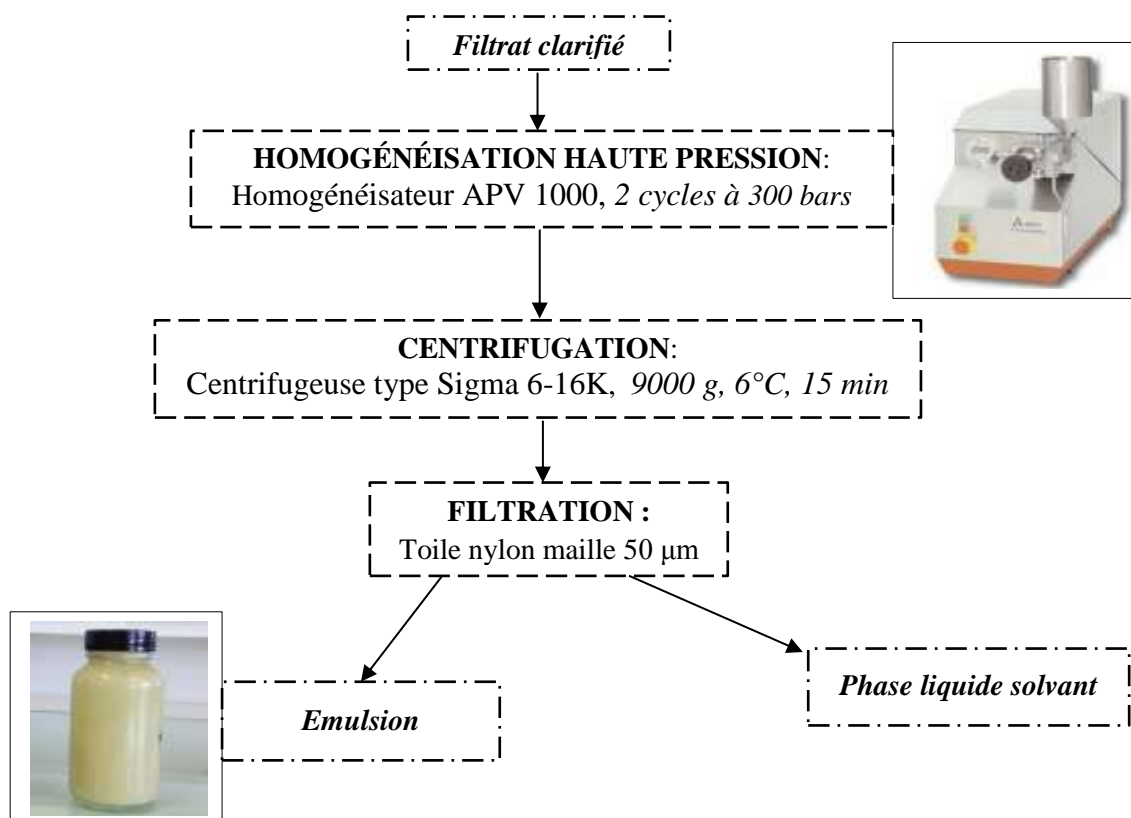 Filtrat clarifié
HOMOGÉNÉISATION HAUTE PRESSION:
Homogénéisateur APV 1000, 2 cycles à 300 bars
CENTRIFUGATION:
Centrifugeuse type Sigma 6-16K, 9000 g, 6°C, 15 min
FILTRATION :
Toile nylon maille 50 μm
Emulsion
Phase liquide solvant